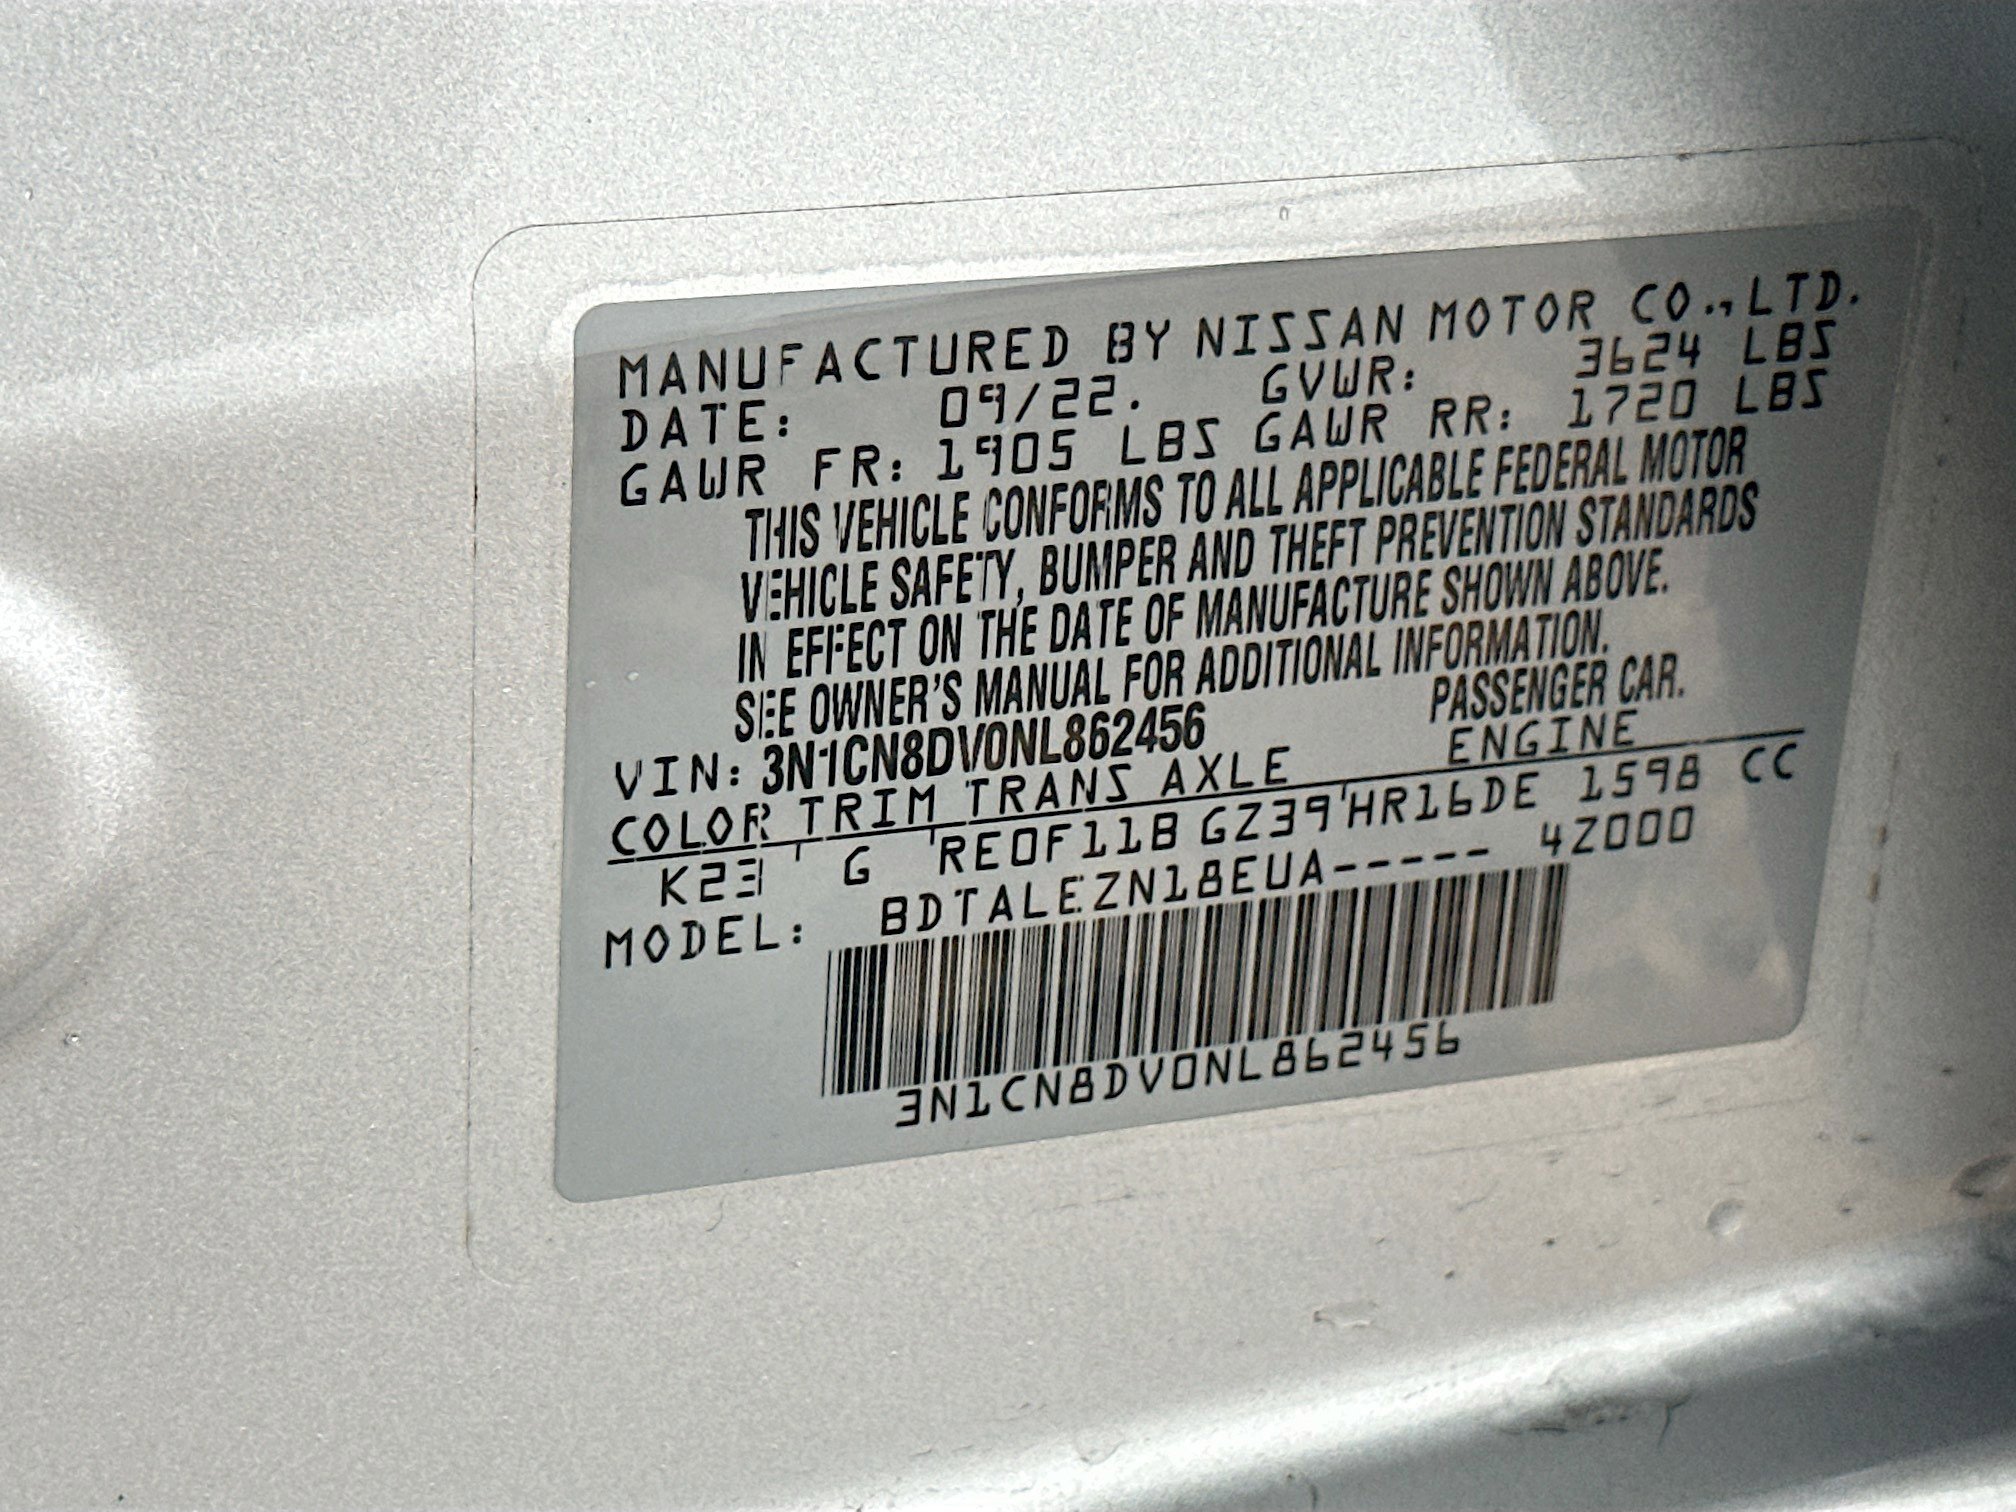 MANUFACTURED BY NISSAN MOTOR CO.,LTD.
DATE: 09/22. GVWR: 3624 LBS
GAWR FR: 1905 LBS GAWR RR: 1720 LBS
THIS VEHICLE CONFORMS TO ALL APPLICABLE FEDERAL MOTOR
VEHICLE SAFETY, BUMPER AND THEFT PREVENTION STANDARDS
IN EFFECT ON THE DATE OF MANUFACTURE SHOWN ABOVE.
SEE OWNER'S MANUAL FOR ADDITIONAL INFORMATION.
VIN: 3N1CN8DV0NL862456 PASSENGER CAR.
COLOR TRIM TRANS AXLE ENGINE
K23 G RE0F11B GZ39 HR16DE 1598 CC
MODEL: BDTALEZN18EUA----- 4Z000
3N1CN8DV0NL862456